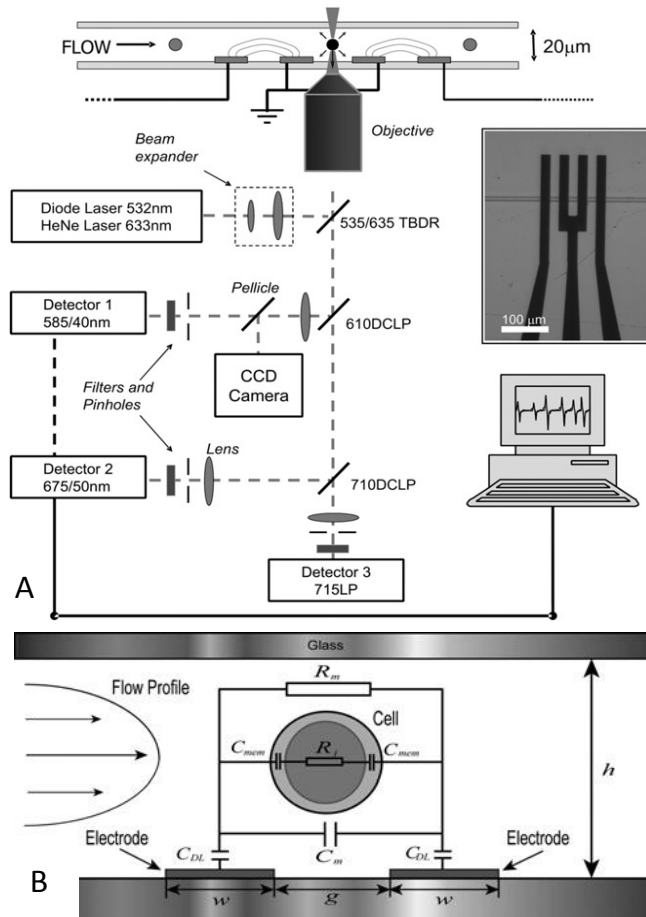 FLOW
20μm
Objective
Beam
expander
Diode Laser 532nm
HeNe Laser 633nm
535/635 TBDR
Detector 1
585/40nm
Pellicle
610DCLP
100 μm
Filters and
Pinholes
CCD
Camera
Detector 2
675/50nm
Lens
710DCLP
Detector 3
715LP
A
Glass
Flow Profile
R_m
Cell
C_mem
R_i
C_mem
h
Electrode
C_DL
C_m
C_DL
Electrode
B
w
g
w